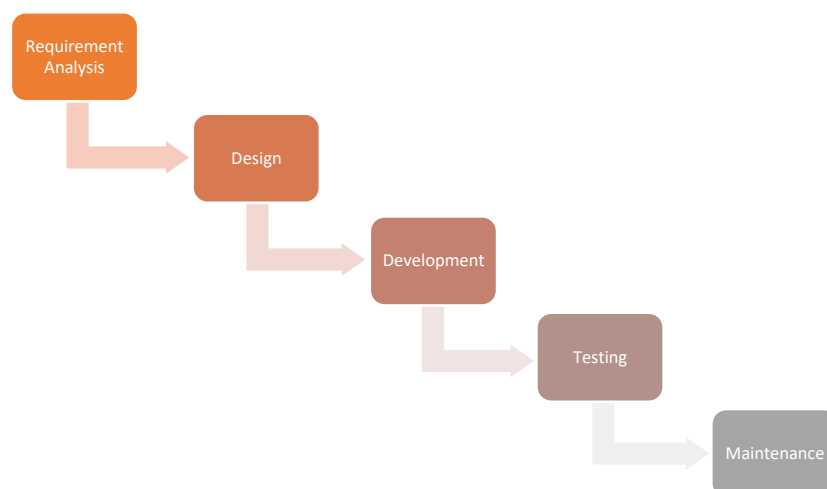 Requirement
Analysis
Design
Development
Testing
Maintenance